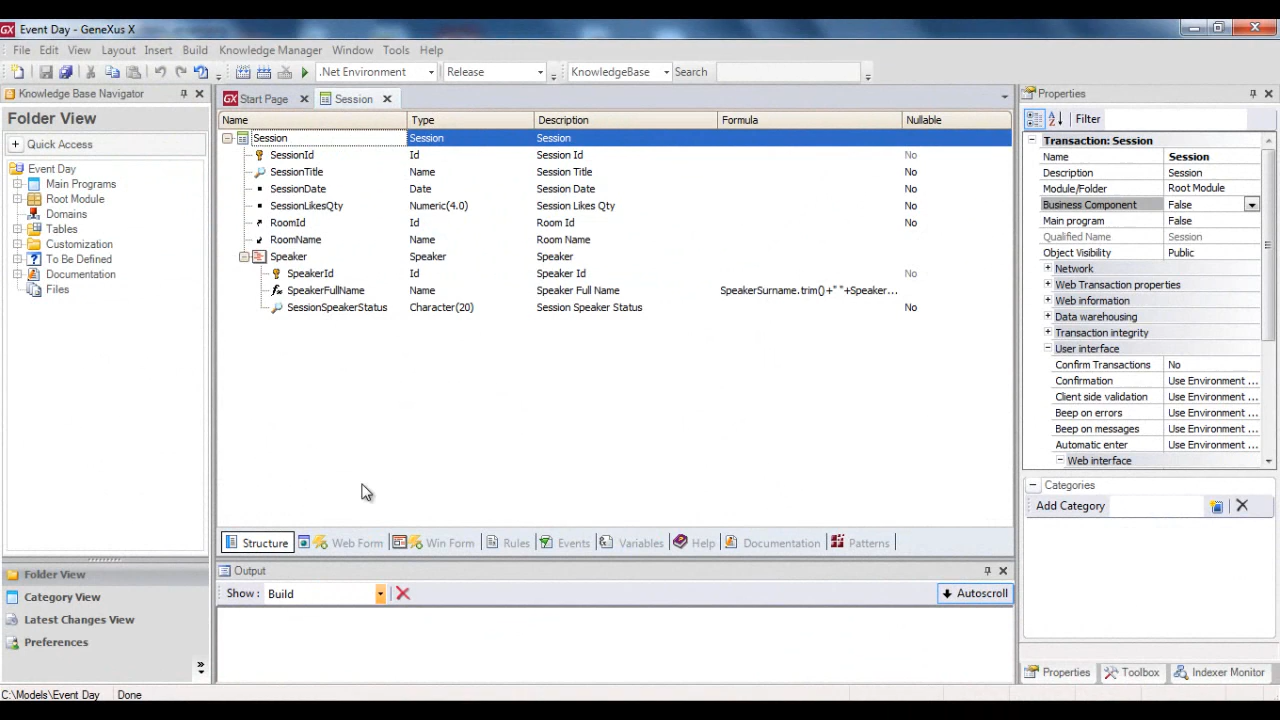 GX Event Day - GeneXus X
File Edit View Layout Insert Build Knowledge Manager Window Tools Help
.Net Environment Release KnowledgeBase Search
Knowledge Base Navigator
Folder View
Quick Access
Event Day
Main Programs
Root Module
Domains
Tables
Customization
To Be Defined
Documentation
Files
Folder View
Category View
Latest Changes View
Preferences
GX Start Page Session
Name Type Description Formula Nullable
Session Session Session
SessionId Id Session Id No
SessionTitle Name Session Title No
SessionDate Date Session Date No
SessionLikesQty Numeric(4.0) Session Likes Qty No
RoomId Id Room Id No
RoomName Name Room Name
Speaker Speaker Speaker
SpeakerId Id Speaker Id No
SpeakerFullName Name Speaker Full Name SpeakerSurname.trim()+" "+Speaker...
SessionSpeakerStatus Character(20) Session Speaker Status No
Structure Web Form Win Form Rules Events Variables Help Documentation Patterns
Output
Show : Build Autoscroll
Properties
Filter
Transaction: Session
Name Session
Description Session
Module/Folder Root Module
Business Component False
Main program False
Qualified Name Session
Object Visibility Public
Network
Web Transaction properties
Web information
Data warehousing
Transaction integrity
User interface
Confirm Transactions No
Confirmation Use Environment ...
Client side validation Use Environment ...
Beep on errors Use Environment ...
Beep on messages Use Environment ...
Automatic enter Use Environment ...
Web interface
Categories
Add Category
Properties Toolbox Indexer Monitor
C:\Models\Event Day Done